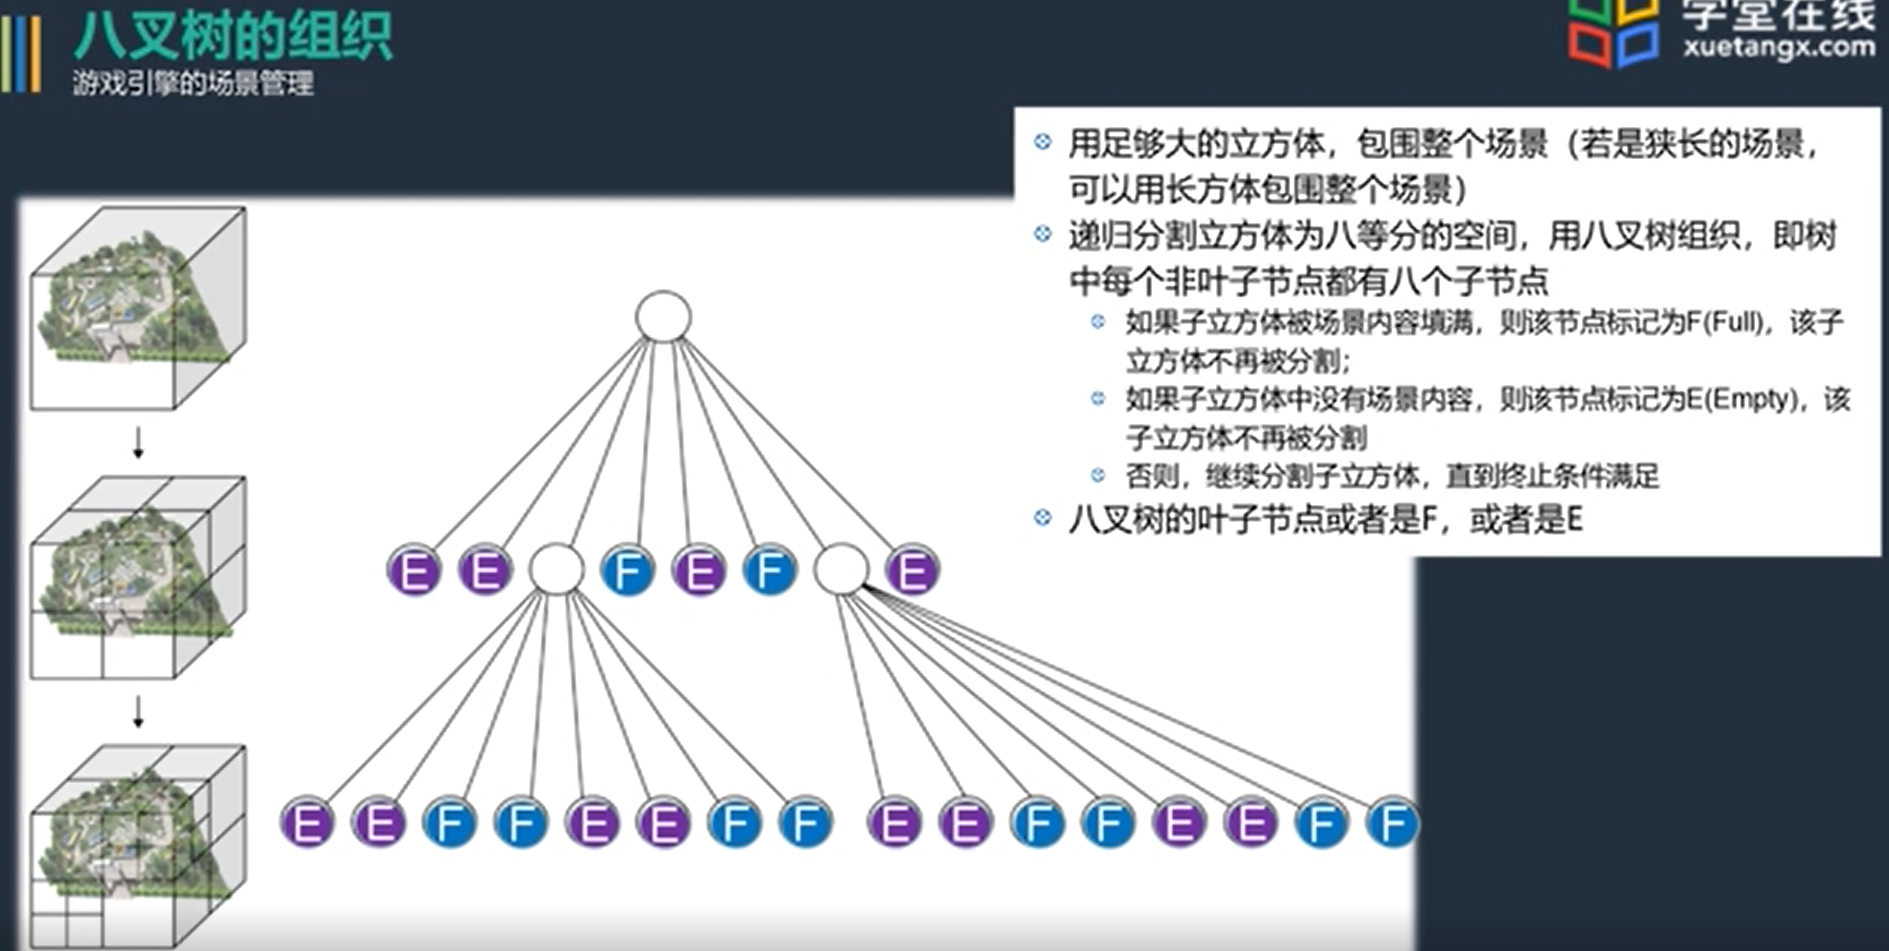 八叉树的组织
游戏引擎的场景管理
学堂在线
xuetangx.com
用足够大的立方体，包围整个场景（若是狭长的场景，
可以用长方体包围整个场景）
递归分割立方体为八等分的空间，用八叉树组织，即树
中每个非叶子节点都有八个子节点
如果子立方体被场景内容填满，则该节点标记为F(Full)，该子
立方体不再被分割；
如果子立方体中没有场景内容，则该节点标记为E(Empty)，该
子立方体不再被分割
否则，继续分割子立方体，直到终止条件满足
八叉树的叶子节点或者是F，或者是E
E E F E F E
E E F F E E F F E E F F E E F F